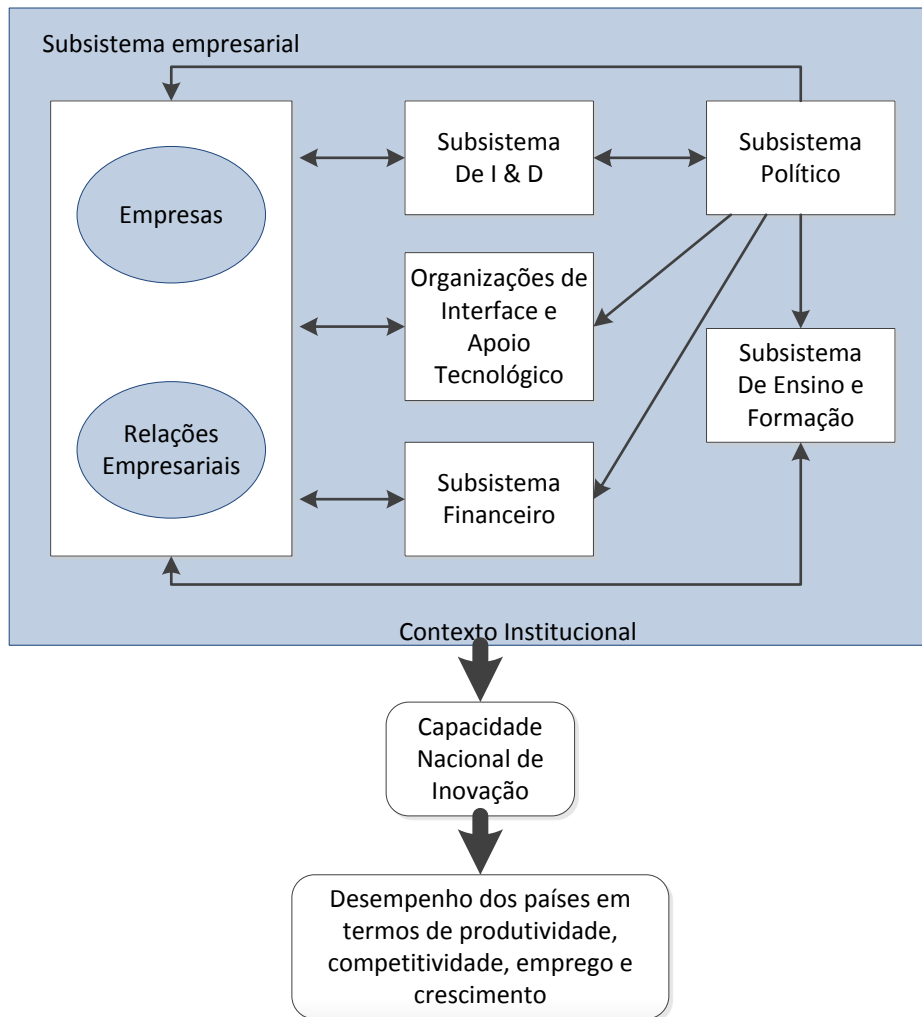 Subsistema empresarial
Empresas
Relações
Empresariais
Subsistema
De I & D
Organizações de
Interface e
Apoio
Tecnológico
Subsistema
Financeiro
Subsistema
Político
Subsistema
De Ensino e
Formação
Contexto Institucional
Capacidade
Nacional de
Inovação
Desempenho dos países em
termos de produtividade,
competitividade, emprego e
crescimento